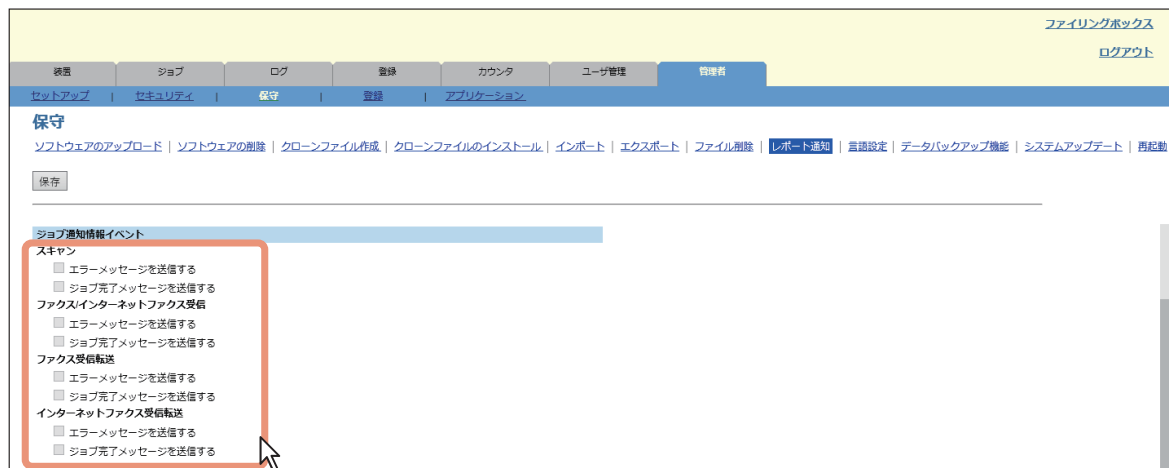 ファイリングボックス
ログアウト
装置 ジョブ ログ 登録 カウンタ ユーザ管理 管理者
セットアップ | セキュリティ | 保守 | 登録 | アプリケーション
保守
ソフトウェアのアップロード | ソフトウェアの削除 | クローンファイル作成 | クローンファイルのインストール | インポート | エクスポート | ファイル削除 | レポート通知 | 言語設定 | データバックアップ機能 | システムアップデート | 再起動
保存
ジョブ通知情報イベント
スキャン
エラーメッセージを送信する
ジョブ完了メッセージを送信する
ファクス/インターネットファクス受信
エラーメッセージを送信する
ジョブ完了メッセージを送信する
ファクス受信転送
エラーメッセージを送信する
ジョブ完了メッセージを送信する
インターネットファクス受信転送
エラーメッセージを送信する
ジョブ完了メッセージを送信する